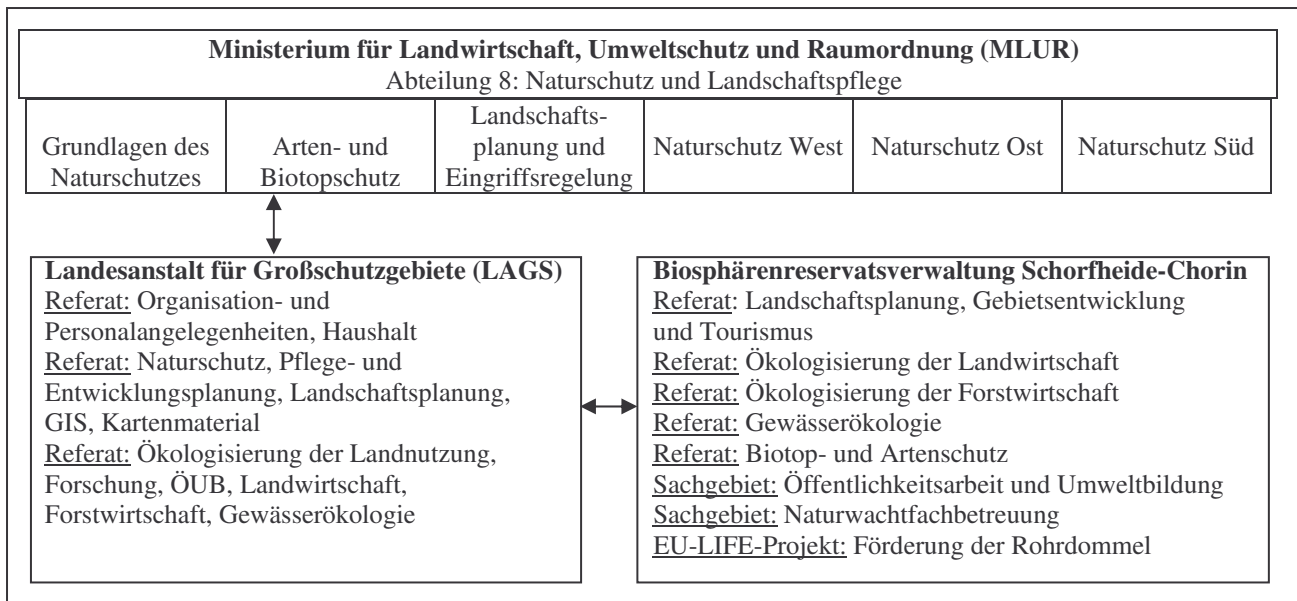 Ministerium für Landwirtschaft, Umweltschutz und Raumordnung (MLUR)
Abteilung 8: Naturschutz und Landschaftspflege
Grundlagen des
Naturschutzes
Arten- und
Biotopschutz
Landschafts-
planung und
Eingriffsregelung
Naturschutz West
Naturschutz Ost
Naturschutz Süd
Landesanstalt für Großschutzgebiete (LAGS)
Referat: Organisation- und
Personalangelegenheiten, Haushalt
Referat: Naturschutz, Pflege- und
Entwicklungsplanung, Landschaftsplanung,
GIS, Kartenmaterial
Referat: Ökologisierung der Landnutzung,
Forschung, ÖUB, Landwirtschaft,
Forstwirtschaft, Gewässerökologie
Biosphärenreservatsverwaltung Schorfheide-Chorin
Referat: Landschaftsplanung, Gebietsentwicklung
und Tourismus
Referat: Ökologisierung der Landwirtschaft
Referat: Ökologisierung der Forstwirtschaft
Referat: Gewässerökologie
Referat: Biotop- und Artenschutz
Sachgebiet: Öffentlichkeitsarbeit und Umweltbildung
Sachgebiet: Naturwachtfachbetreuung
EU-LIFE-Projekt: Förderung der Rohrdommel